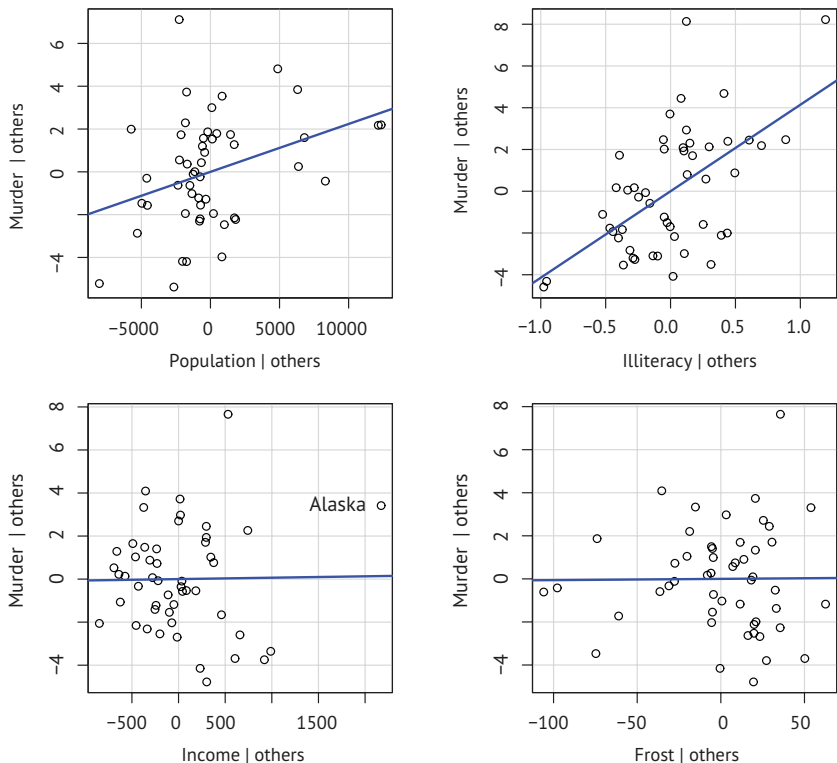 Murder | others
−4 0 2 4 6
−5000 0 5000 10000
Population | others
Murder | others
−4 0 2 4 6 8
−1.0 −0.5 0.0 0.5 1.0
Illiteracy | others
Murder | others
−4 0 2 4 6 8
Alaska
−500 0 500 1500
Income | others
Murder | others
−4 0 2 4 6 8
−100 −50 0 50
Frost | others